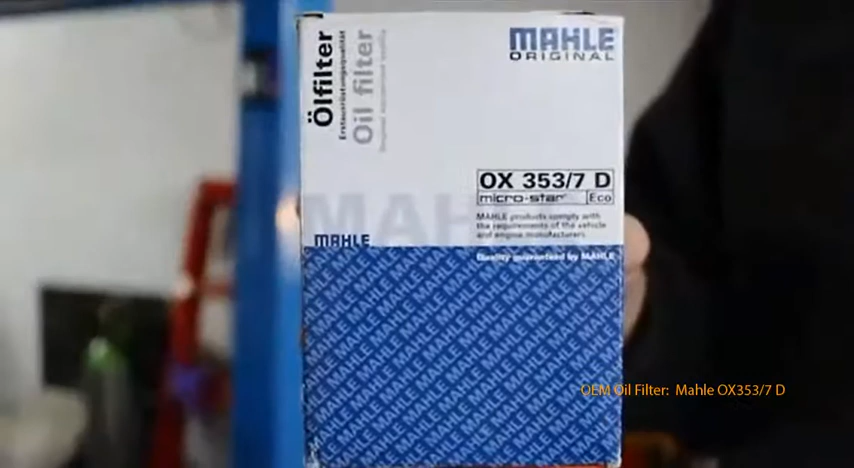 Ölfilter
Erstausrüstungsqualität
Oil filter
MAHLE
ORIGINAL
OX 353/7 D
micro-star Eco
MAHLE
MAHLE products comply with
the requirements of the vehicle
and engine manufacturers
MAHLE
Quality guaranteed by MAHLE
OEM Oil Filter: Mahle OX353/7 D